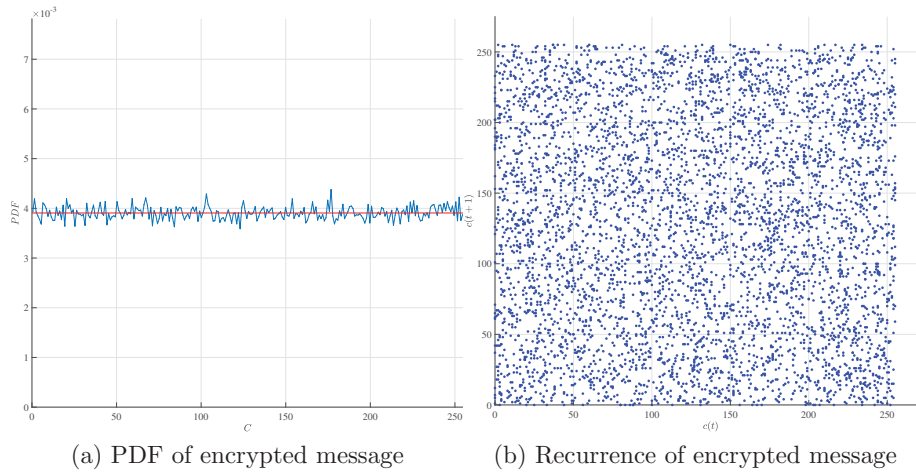 ×10⁻³
7
6
5
4
3
2
1
0
PDF
0 50 100 150 200 250
C
(a) PDF of encrypted message
250
200
150
100
50
0
c(t + 1)
0 50 100 150 200 250
c(t)
(b) Recurrence of encrypted message